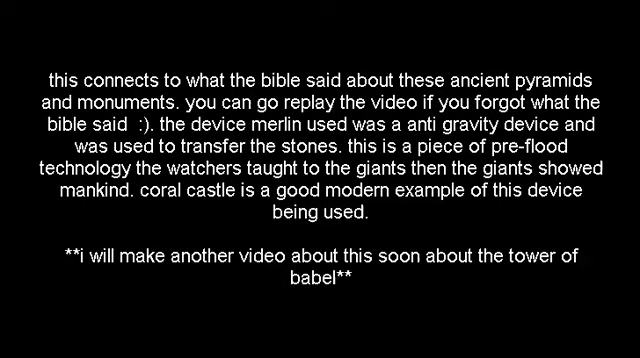 this connects to what the bible said about these ancient pyramids
and monuments. you can go replay the video if you forgot what the
bible said  :). the device merlin used was a anti gravity device and
was used to transfer the stones. this is a piece of pre-flood
technology the watchers taught to the giants then the giants showed
mankind. coral castle is a good modern example of this device
being used.
**i will make another video about this soon about the tower of
babel**